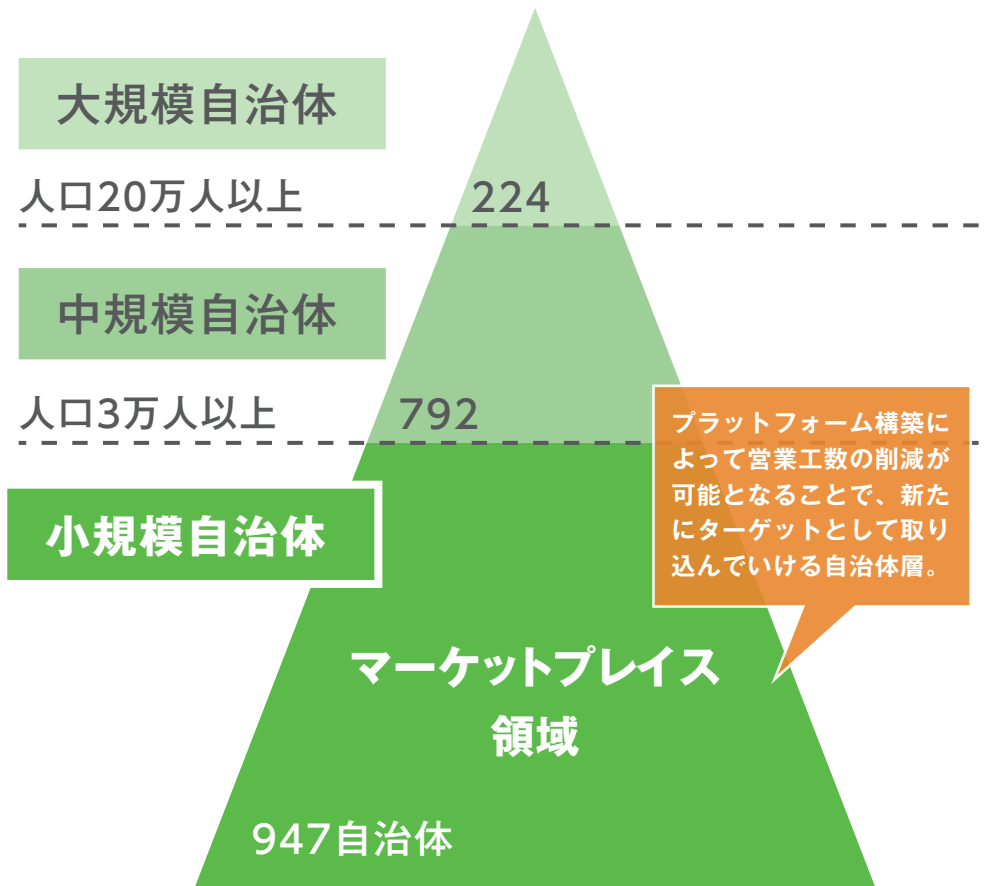 大規模自治体
人口20万人以上
224
中規模自治体
人口3万人以上
792
プラットフォーム構築に
よって営業工数の削減が
可能となることで、新た
にターゲットとして取り
込んでいける自治体層。
小規模自治体
マーケットプレイス
領域
947自治体